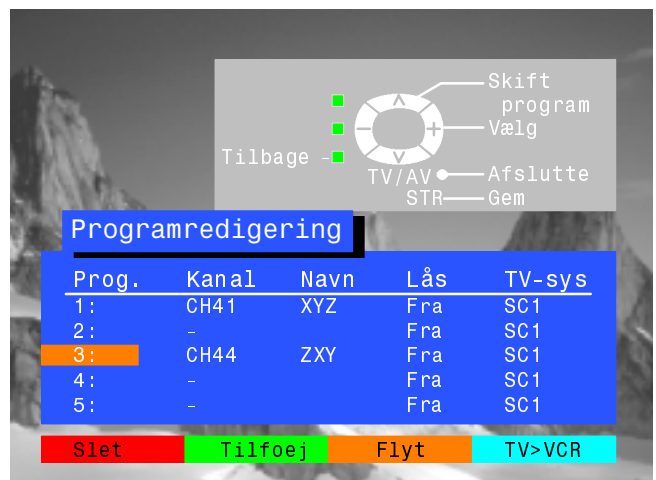 Skift
program
Vælg
Tilbage
TV/AV Afslutte
STR Gem
Programredigering
Prog. Kanal Navn Lås TV-sys
1: CH41 XYZ Fra SC1
2: - Fra SC1
3: CH44 ZXY Fra SC1
4: - Fra SC1
5: - Fra SC1
Slet Tilfoej Flyt TV>VCR